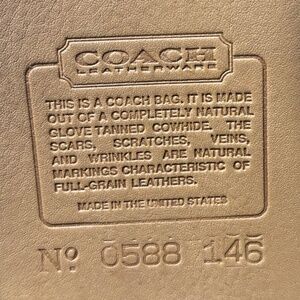 COACH
LEATHERWARE
THIS IS A COACH BAG. IT IS MADE
OUT OF A COMPLETELY NATURAL
GLOVE TANNED COWHIDE. THE
SCARS, SCRATCHES, VEINS,
AND WRINKLES ARE NATURAL
MARKINGS CHARACTERISTIC OF
FULL-GRAIN LEATHERS.
MADE IN THE UNITED STATES
Nº 0588 146